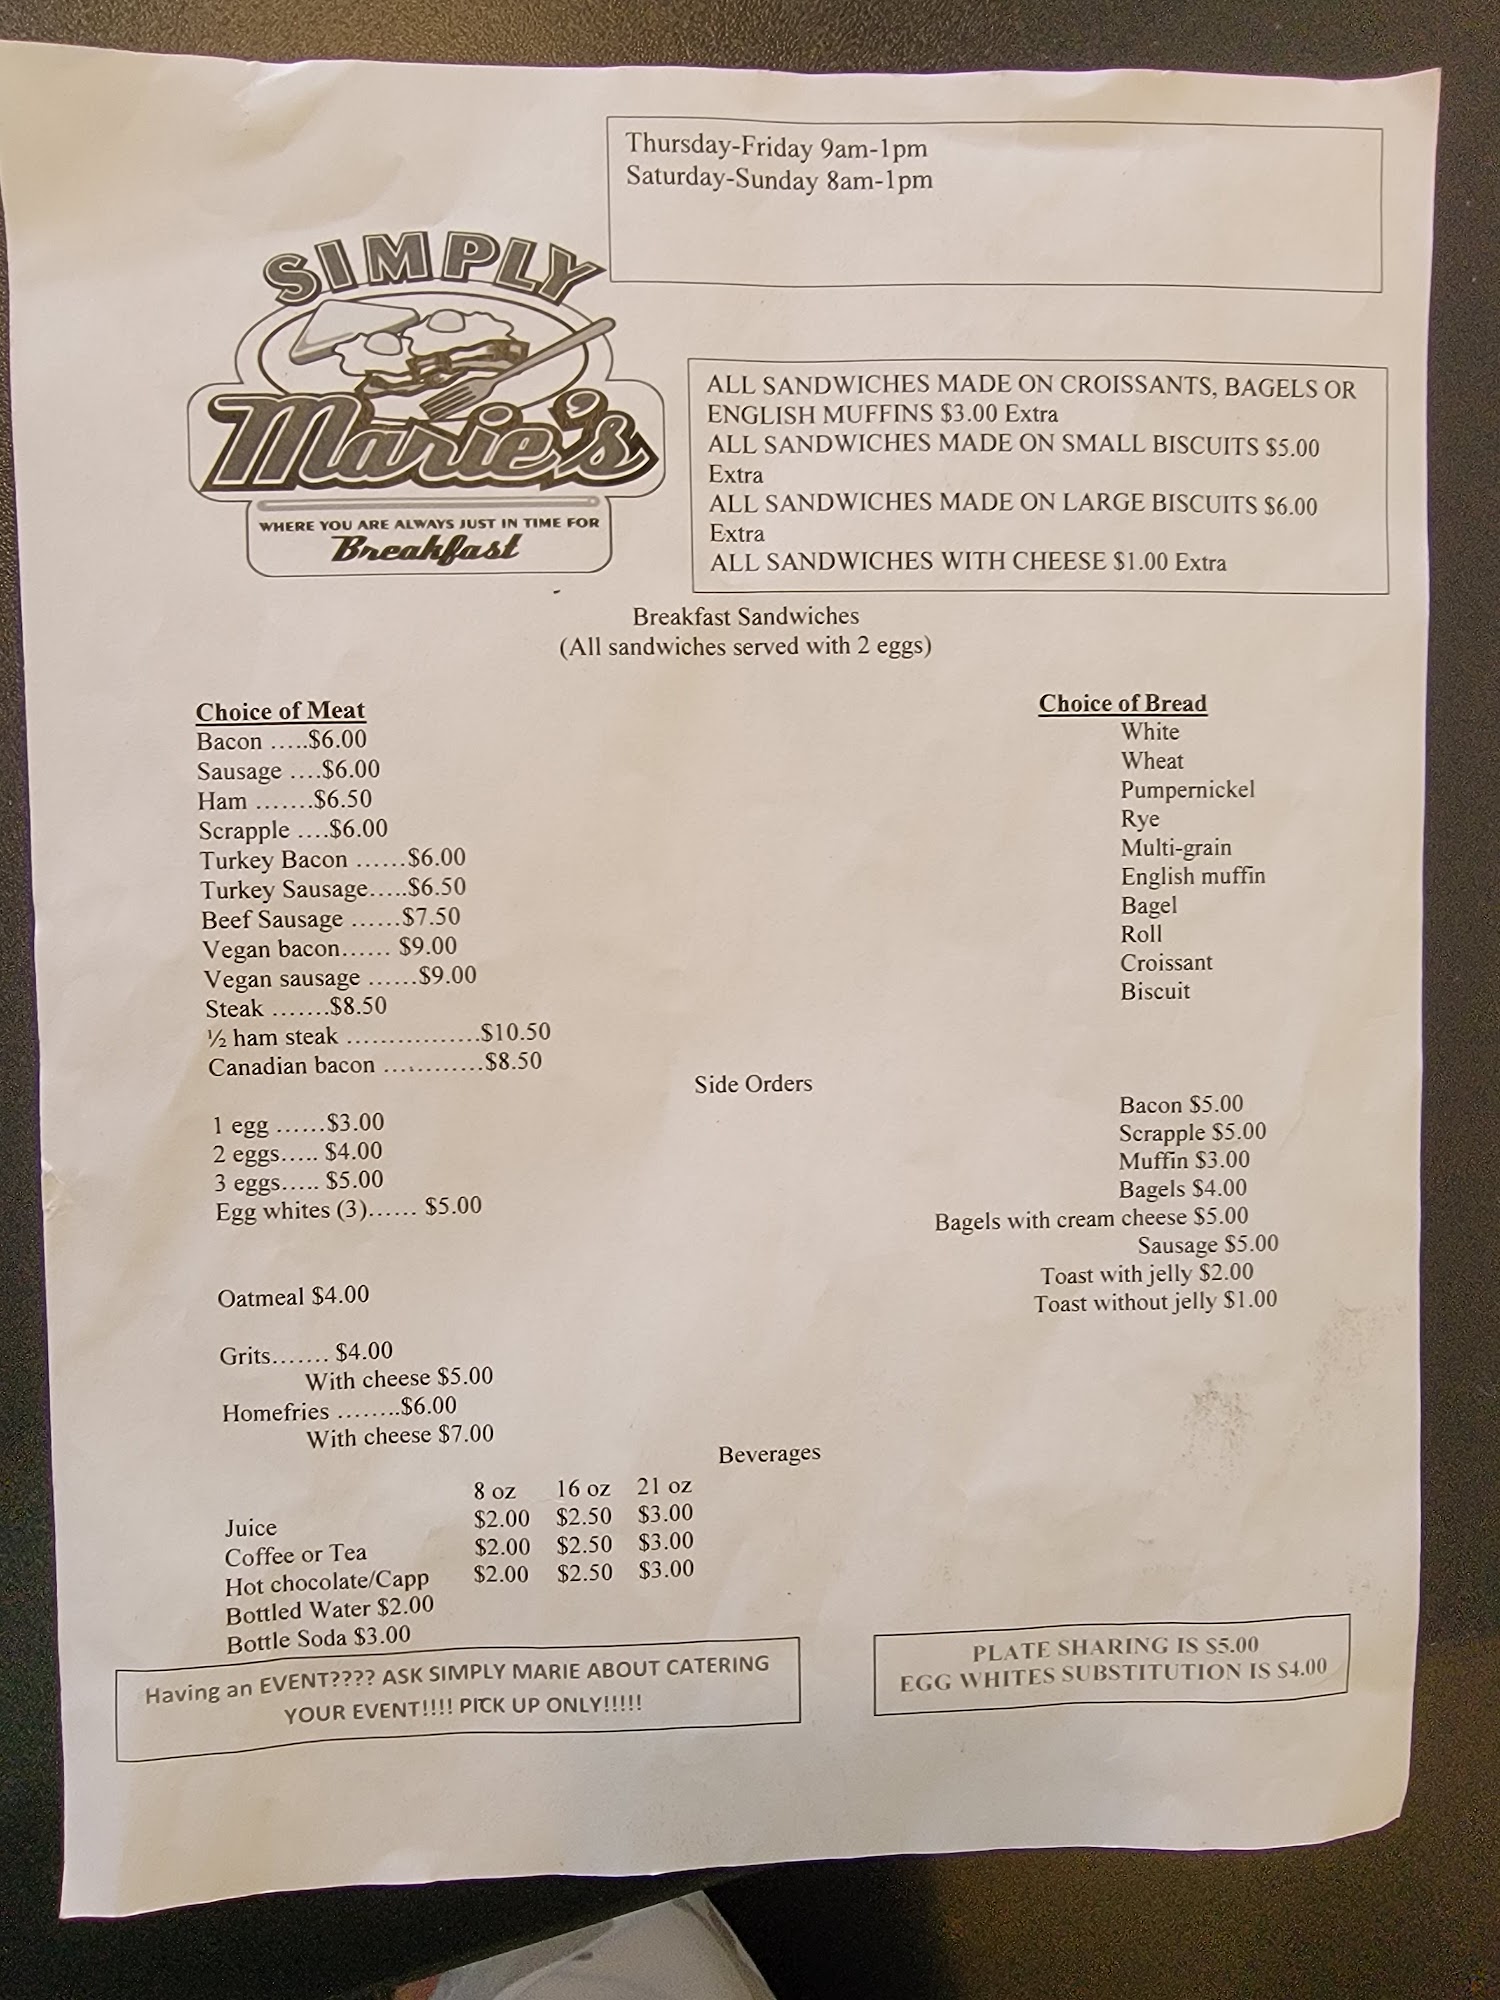 Thursday-Friday 9am-1pm
Saturday-Sunday 8am-1pm
SIMPLY
Marie's
WHERE YOU ARE ALWAYS JUST IN TIME FOR
Breakfast
ALL SANDWICHES MADE ON CROISSANTS, BAGELS OR
ENGLISH MUFFINS $3.00 Extra
ALL SANDWICHES MADE ON SMALL BISCUITS $5.00
Extra
ALL SANDWICHES MADE ON LARGE BISCUITS $6.00
Extra
ALL SANDWICHES WITH CHEESE $1.00 Extra
Breakfast Sandwiches
(All sandwiches served with 2 eggs)
Choice of Meat
Bacon .....$6.00
Sausage ....$6.00
Ham .......$6.50
Scrapple ....$6.00
Turkey Bacon ......$6.00
Turkey Sausage.....$6.50
Beef Sausage ......$7.50
Vegan bacon...... $9.00
Vegan sausage ......$9.00
Steak .......$8.50
½ ham steak ................$10.50
Canadian bacon ............$8.50
Choice of Bread
White
Wheat
Pumpernickel
Rye
Multi-grain
English muffin
Bagel
Roll
Croissant
Biscuit
Side Orders
1 egg ......$3.00
2 eggs..... $4.00
3 eggs..... $5.00
Egg whites (3)...... $5.00
Oatmeal $4.00
Grits....... $4.00
With cheese $5.00
Homefries ........$6.00
With cheese $7.00
Bacon $5.00
Scrapple $5.00
Muffin $3.00
Bagels $4.00
Bagels with cream cheese $5.00
Sausage $5.00
Toast with jelly $2.00
Toast without jelly $1.00
Beverages
8 oz 16 oz 21 oz
Juice $2.00 $2.50 $3.00
Coffee or Tea $2.00 $2.50 $3.00
Hot chocolate/Capp $2.00 $2.50 $3.00
Bottled Water $2.00
Bottle Soda $3.00
Having an EVENT???? ASK SIMPLY MARIE ABOUT CATERING
YOUR EVENT!!!! PICK UP ONLY!!!!!
PLATE SHARING IS $5.00
EGG WHITES SUBSTITUTION IS $4.00